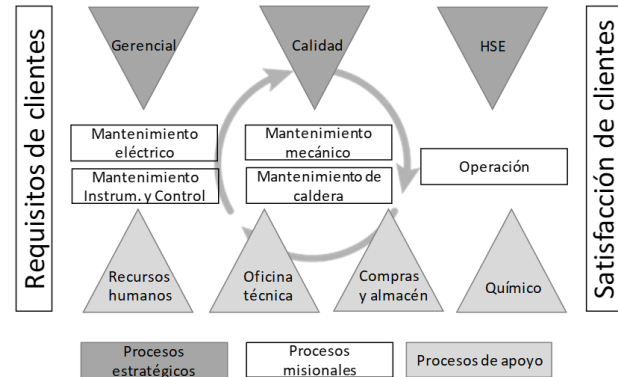 Requisitos de clientes
Gerencial
Calidad
HSE
Mantenimiento
eléctrico
Mantenimiento
mecánico
Mantenimiento
Instrum. y Control
Mantenimiento de
caldera
Operación
Recursos
humanos
Oficina
técnica
Compras
y almacén
Químico
Satisfacción de clientes
Procesos
estratégicos
Procesos
misionales
Procesos de apoyo